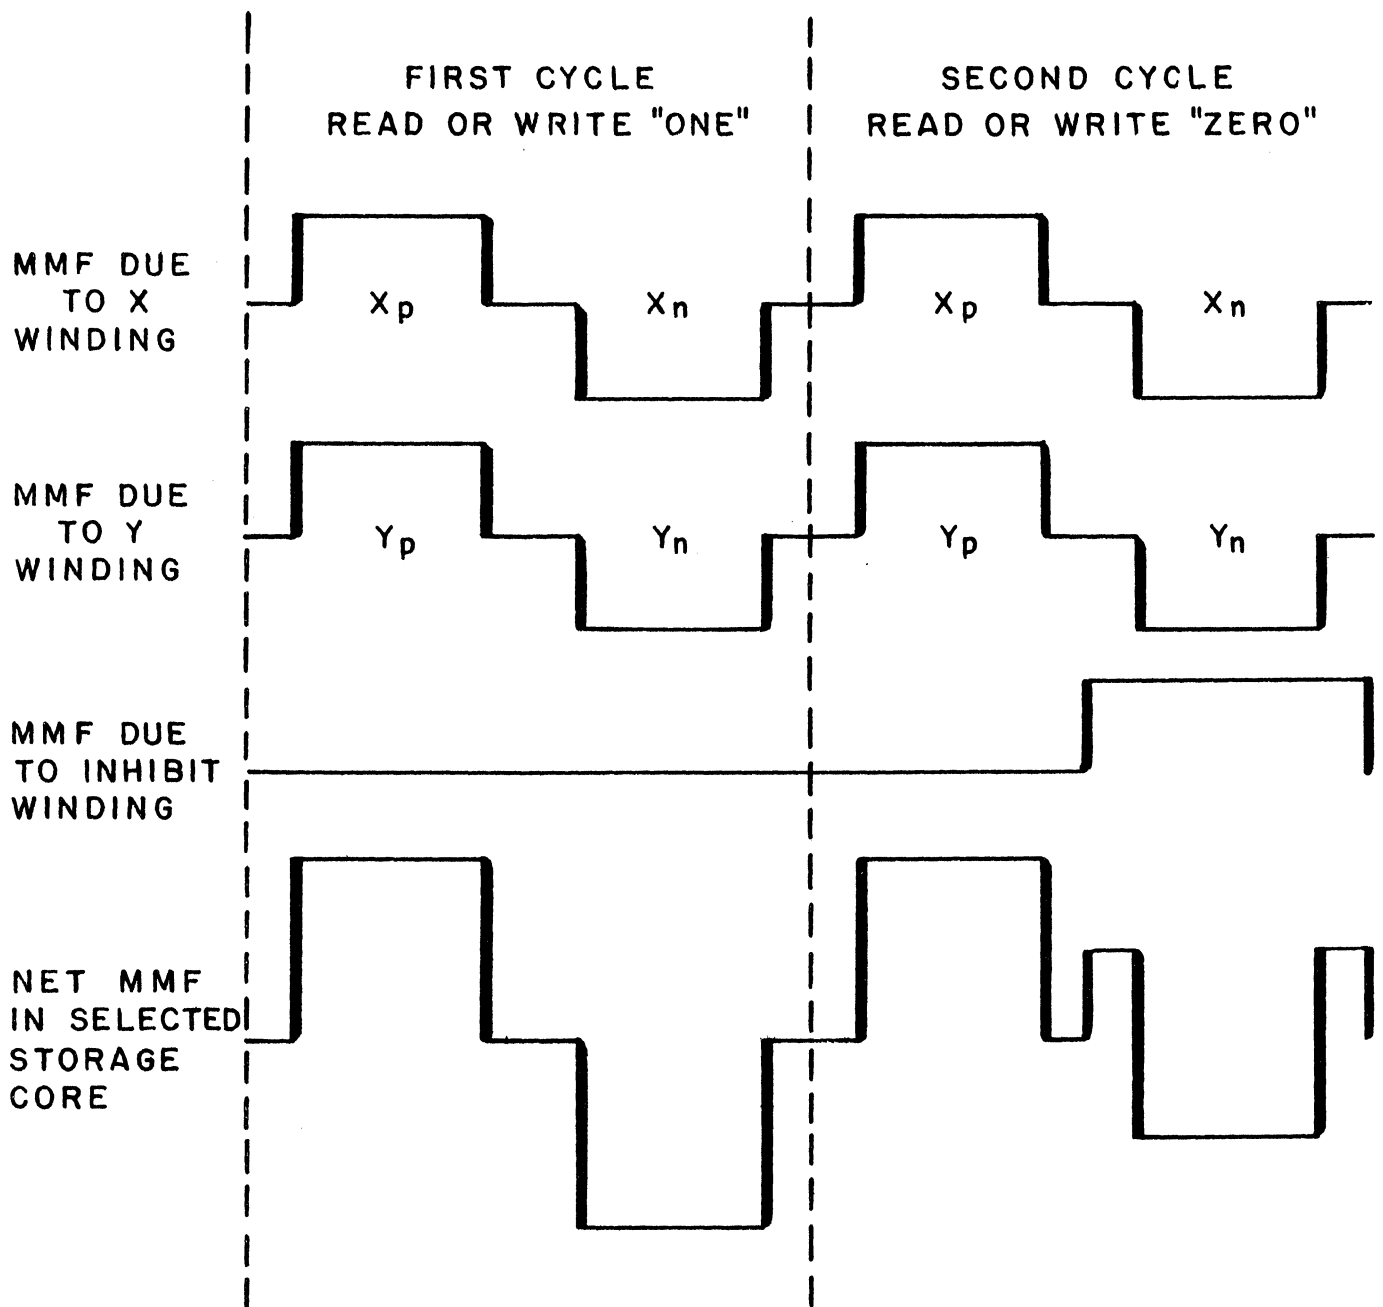 FIRST CYCLE
READ OR WRITE "ONE"
SECOND CYCLE
READ OR WRITE "ZERO"
MMF DUE
TO X
WINDING
Xp
Xn
Xp
Xn
MMF DUE
TO Y
WINDING
Yp
Yn
Yp
Yn
MMF DUE
TO INHIBIT
WINDING
NET MMF
IN SELECTED
STORAGE
CORE